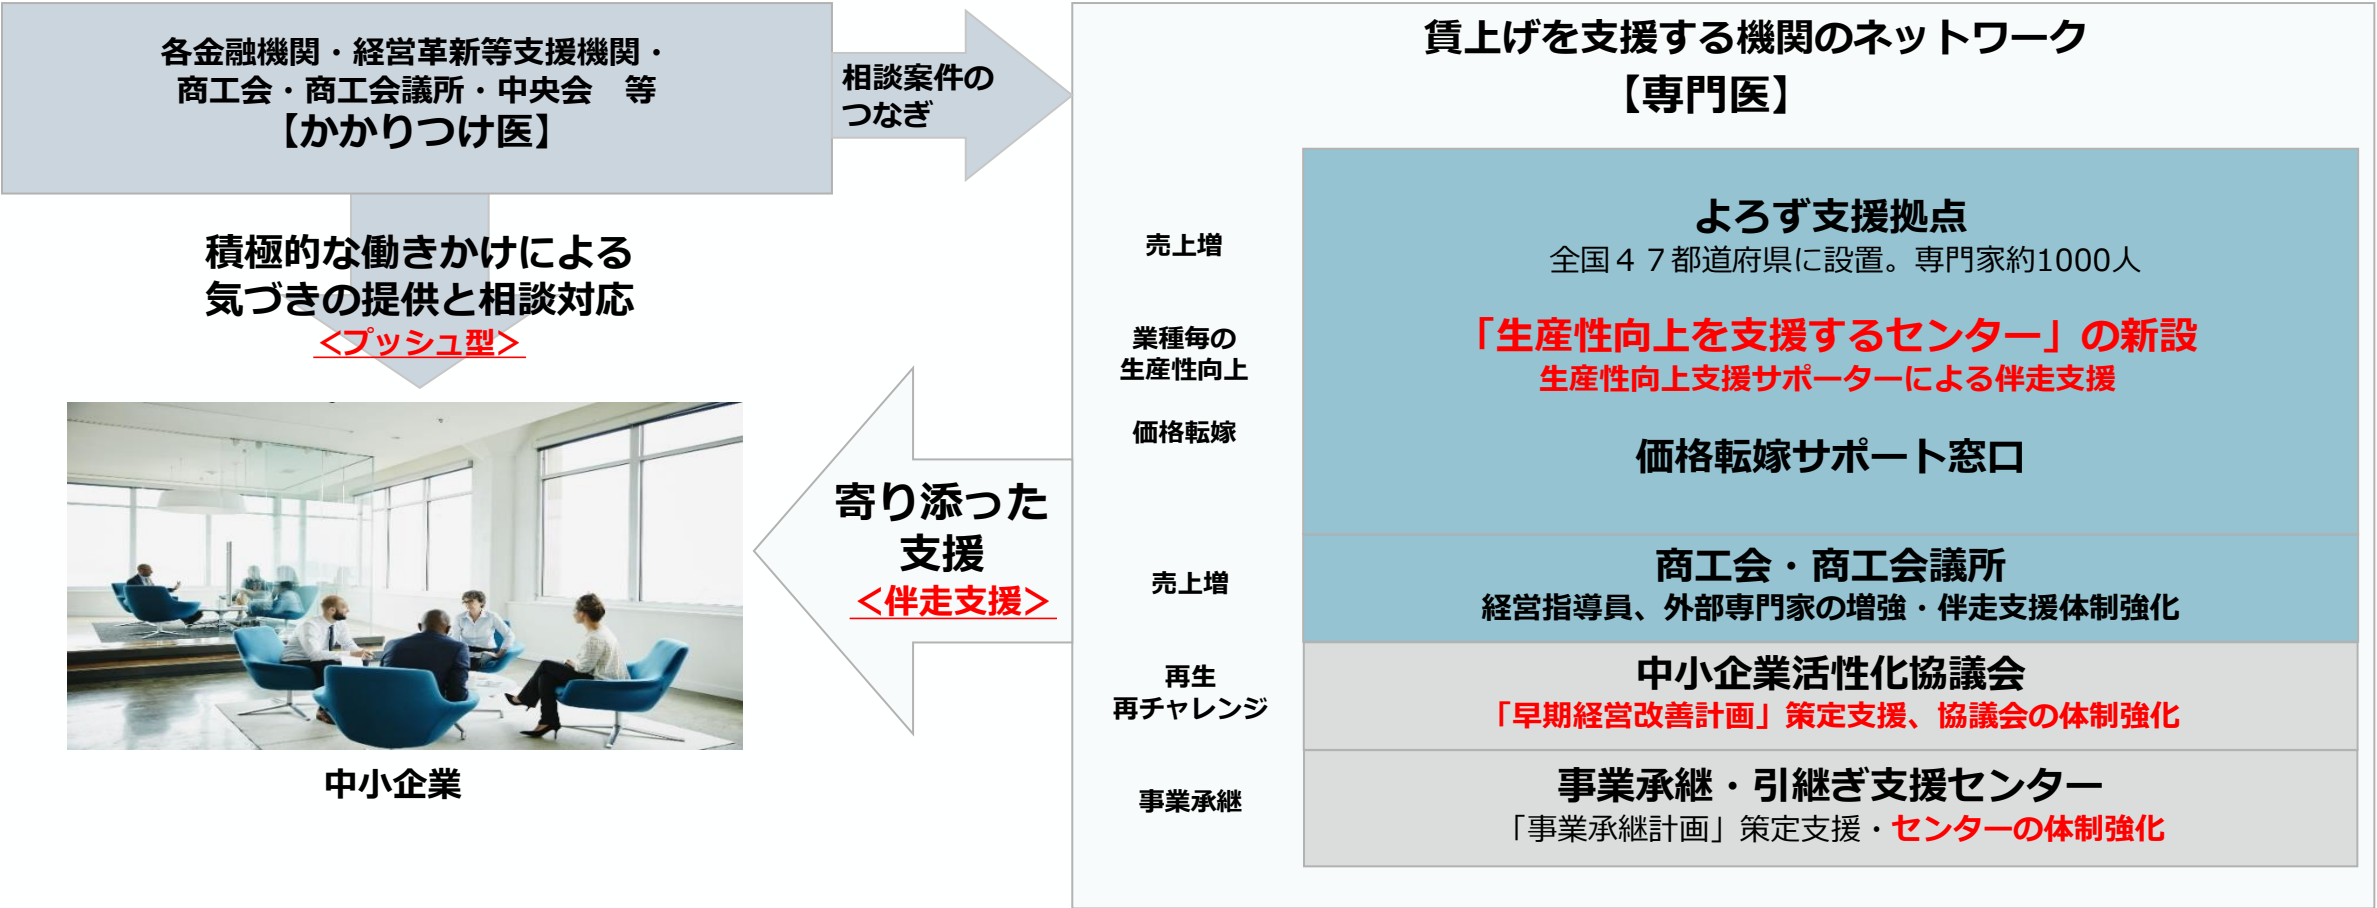 各金融機関・経営革新等支援機関・
商工会・商工会議所・中央会　等
【かかりつけ医】
相談案件の
つなぎ
積極的な働きかけによる
気づきの提供と相談対応
＜プッシュ型＞
中小企業
寄り添った
支援
＜伴走支援＞
賃上げを支援する機関のネットワーク
【専門医】
売上増
よろず支援拠点
全国４７都道府県に設置。専門家約1000人
業種毎の
生産性向上
「生産性向上を支援するセンター」の新設
生産性向上支援サポーターによる伴走支援
価格転嫁
価格転嫁サポート窓口
売上増
商工会・商工会議所
経営指導員、外部専門家の増強・伴走支援体制強化
再生
再チャレンジ
中小企業活性化協議会
「早期経営改善計画」策定支援、協議会の体制強化
事業承継
事業承継・引継ぎ支援センター
「事業承継計画」策定支援・センターの体制強化